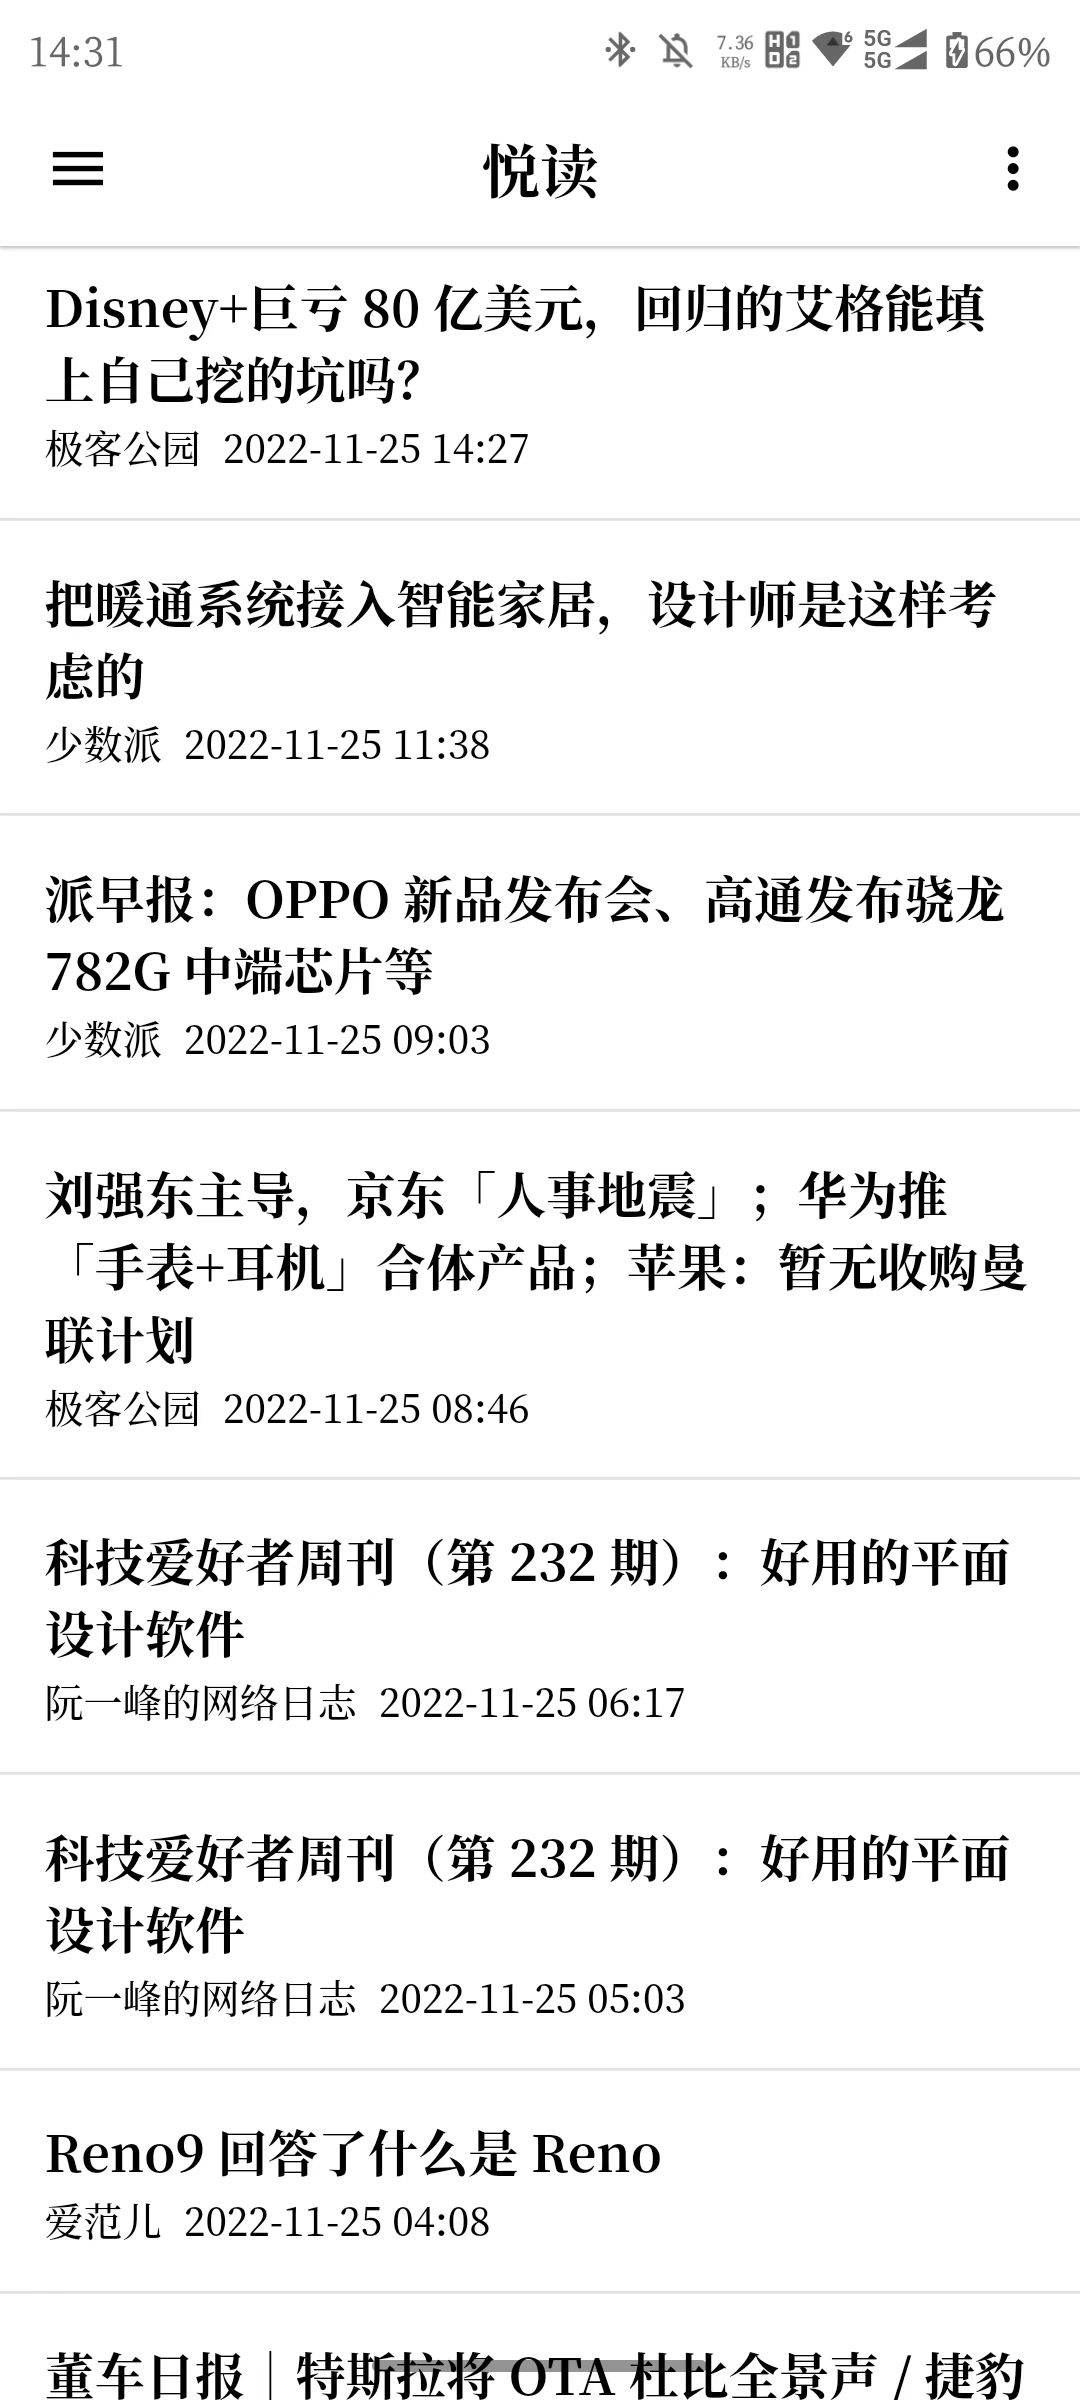 14:31
7.36 KB/s
HD 1 2
6
5G
5G
66%
悦读
Disney+巨亏 80 亿美元，回归的艾格能填
上自己挖的坑吗？
极客公园 2022-11-25 14:27
把暖通系统接入智能家居，设计师是这样考
虑的
少数派 2022-11-25 11:38
派早报：OPPO 新品发布会、高通发布骁龙
782G 中端芯片等
少数派 2022-11-25 09:03
刘强东主导，京东「人事地震」；华为推
「手表+耳机」合体产品；苹果：暂无收购曼
联计划
极客公园 2022-11-25 08:46
科技爱好者周刊（第 232 期）：好用的平面
设计软件
阮一峰的网络日志 2022-11-25 06:17
科技爱好者周刊（第 232 期）：好用的平面
设计软件
阮一峰的网络日志 2022-11-25 05:03
Reno9 回答了什么是 Reno
爱范儿 2022-11-25 04:08
董车日报｜特斯拉将 OTA 杜比全景声 / 捷豹